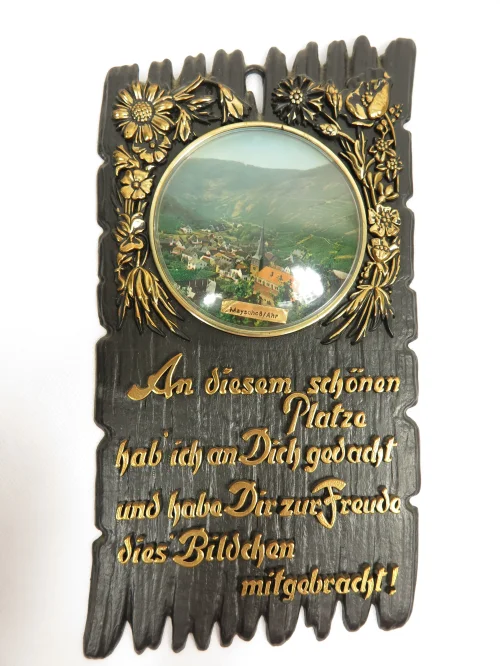 Mayschoß/Ahr
An diesem schönen
Platze
hab' ich an Dich gedacht
und habe Dir zur Freude
dies' Bildchen
mitgebracht!